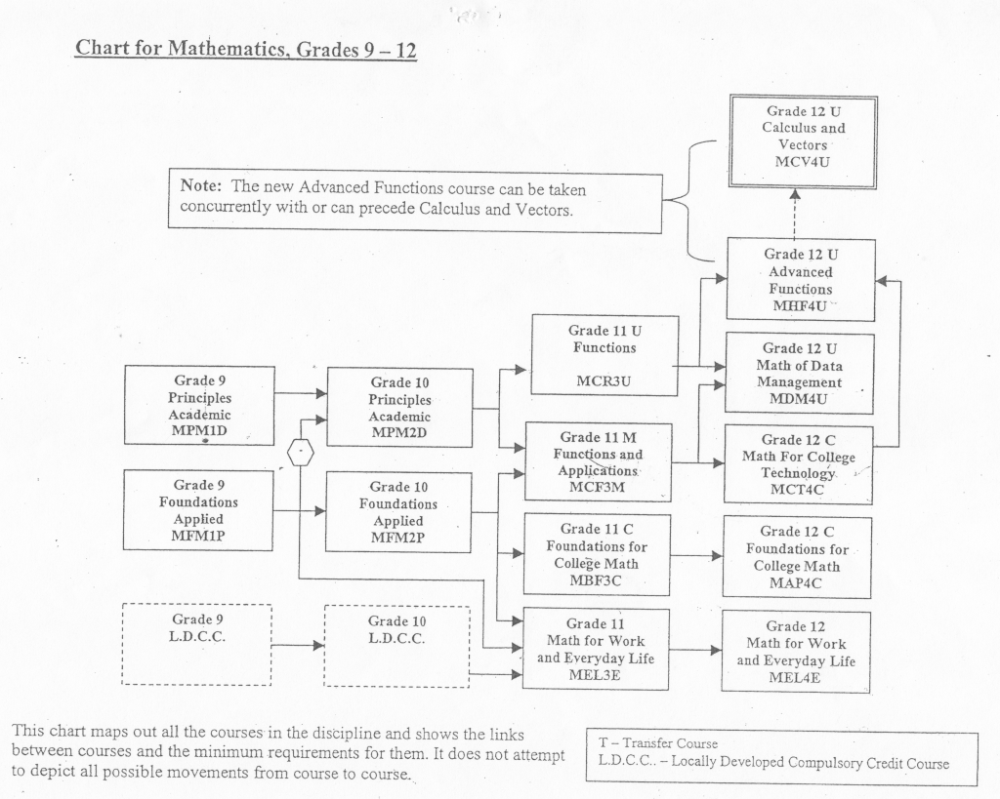 Chart for Mathematics, Grades 9 – 12
Grade 12 U
Calculus and
Vectors
MCV4U
Note: The new Advanced Functions course can be taken
concurrently with or can precede Calculus and Vectors.
Grade 12 U
Advanced
Functions
MHF4U
Grade 11 U
Functions
MCR3U
Grade 12 U
Math of Data
Management
MDM4U
Grade 9
Principles
Academic
MPM1D
Grade 10
Principles
Academic
MPM2D
Grade 11 M
Functions and
Applications
MCF3M
Grade 12 C
Math For College
Technology
MCT4C
Grade 9
Foundations
Applied
MFM1P
Grade 10
Foundations
Applied
MFM2P
Grade 11 C
Foundations for
College Math
MBF3C
Grade 12 C
Foundations for
College Math
MAP4C
Grade 9
L.D.C.C.
Grade 10
L.D.C.C.
Grade 11
Math for Work
and Everyday Life
MEL3E
Grade 12
Math for Work
and Everyday Life
MEL4E
This chart maps out all the courses in the discipline and shows the links
between courses and the minimum requirements for them. It does not attempt
to depict all possible movements from course to course.
T – Transfer Course
L.D.C.C.. – Locally Developed Compulsory Credit Course